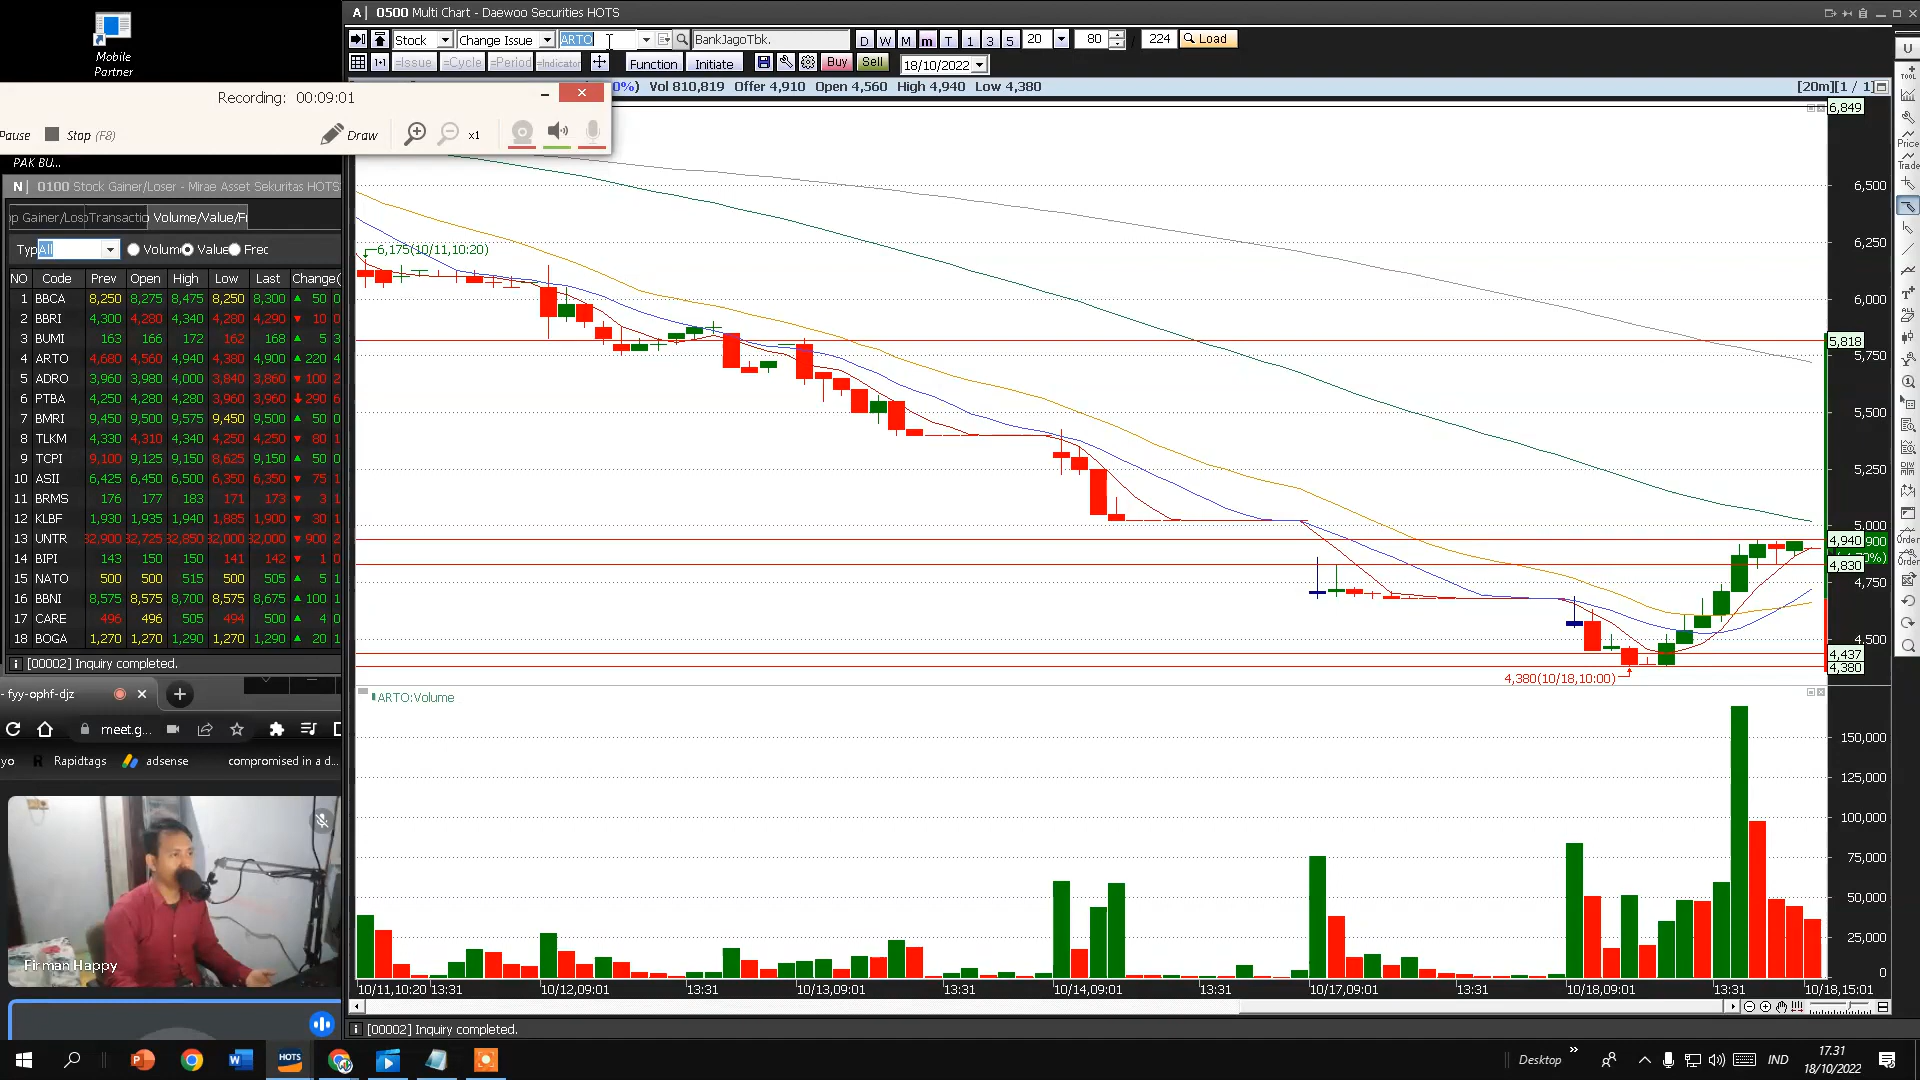 Mobile
Partner
PAK BU...
Recording: 00:09:01
Pause Stop (F8)
Draw
x1
A 0500 Multi Chart - Daewoo Securities HOTS
Stock Change Issue ARTO BankJagoTbk. D W M m T 1 3 5 20 80 / 224 Load
=Issue =Cycle =Period =Indicator Function Initiate Buy Sell 18/10/2022
0%) Vol 810,819 Offer 4,910 Open 4,560 High 4,940 Low 4,380 [20m][1 / 1]
N 0100 Stock Gainer/Loser - Mirae Asset Sekuritas HOTS
Volume/Value/Fr
Typ All Volum Value Frec
NO Code Prev Open High Low Last Change(
1 BBCA 8,250 8,275 8,475 8,250 8,300 ▲ 50 0
2 BBRI 4,300 4,280 4,340 4,280 4,290 ▼ 10 0
3 BUMI 163 166 172 162 168 ▲ 5 3
4 ARTO 4,680 4,560 4,940 4,380 4,900 ▲ 220 4
5 ADRO 3,960 3,980 4,000 3,840 3,860 ▼ 100 2
6 PTBA 4,250 4,280 4,280 3,960 3,960 ↓ 290 6
7 BMRI 9,450 9,500 9,575 9,450 9,500 ▲ 50 0
8 TLKM 4,330 4,310 4,340 4,250 4,250 ▼ 80 1
9 TCPI 9,100 9,125 9,150 8,625 9,150 ▲ 50 0
10 ASII 6,425 6,450 6,500 6,350 6,350 ▼ 75 1
11 BRMS 176 177 183 171 173 ▼ 3 1
12 KLBF 1,930 1,935 1,940 1,885 1,900 ▼ 30 1
13 UNTR 32,900 32,725 32,850 32,000 32,000 ▼ 900 2
14 BIPI 143 150 150 141 142 ▼ 1 0
15 NATO 500 500 515 500 505 ▲ 5 1
16 BBNI 8,575 8,575 8,700 8,575 8,675 ▲ 100 1
17 CARE 496 496 505 494 500 ▲ 4 0
18 BOGA 1,270 1,270 1,290 1,270 1,290 ▲ 20 1
[00002] Inquiry completed.
- fyy-ophf-djz
meet.g...
yo Rapidtags adsense compromised in a d...
Firman Happy
6,849
6,500
6,250
6,000
5,818
5,750
5,500
5,250
5,000
4,940
900
4,830
4,750
4,500
4,437
4,380
6,175(10/11,10:20)
4,380(10/18,10:00)
ARTO:Volume
150,000
125,000
100,000
75,000
50,000
25,000
0
10/11,10:20 13:31 10/12,09:01 13:31 10/13,09:01 13:31 10/14,09:01 13:31 10/17,09:01 13:31 10/18,09:01 13:31 10/18,15:01
[00002] Inquiry completed.
U
TOOL
Price
Trade
Order
Order
HOTS
Desktop
IND
17.31
18/10/2022